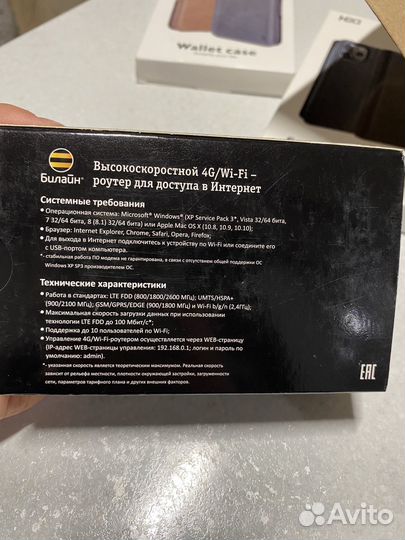 Wallet case
Билайн®
Высокоскоростной 4G/Wi-Fi –
роутер для доступа в Интернет
Системные требования
• Операционная система: Microsoft® Windows® (XP Service Pack 3*, Vista 32/64 бита,
7 32/64 бита, 8 (8.1) 32/64 бита) или Apple Mac OS X (10.8, 10.9, 10.10);
• Браузер: Internet Explorer, Chrome, Safari, Opera, Firefox;
• Для выхода в Интернет подключитесь к устройству по Wi-Fi или соедините его
с USB-портом компьютера.
*- стабильная работа ПО модема не гарантирована, в связи с отсутствием общей поддержки ОС
Windows XP SP3 производителем ОС.
Технические характеристики
• Работа в стандартах: LTE FDD (800/1800/2600 МГц); UMTS/HSPA+
(900/2100 МГц); GSM/GPRS/EDGE (900/1800 МГц) и Wi-Fi b/g/n (2,4ГГц);
• Максимальная скорость загрузки данных при использовании
технологии LTE FDD до 100 Мбит/с*;
• Поддержка до 10 пользователей по Wi-Fi;
• Управление 4G/Wi-Fi-роутером осуществляется через WEB-страницу
(IP-адрес WEB-страницы управления: 192.168.0.1; логин и пароль по
умолчанию: admin).
*- указанная скорость является теоретическим максимумом. Реальная скорость
зависит от рельефа местности, плотности окружающей застройки, загруженности
сети, параметров тарифного плана и других внешних факторов.
EAC
Avito